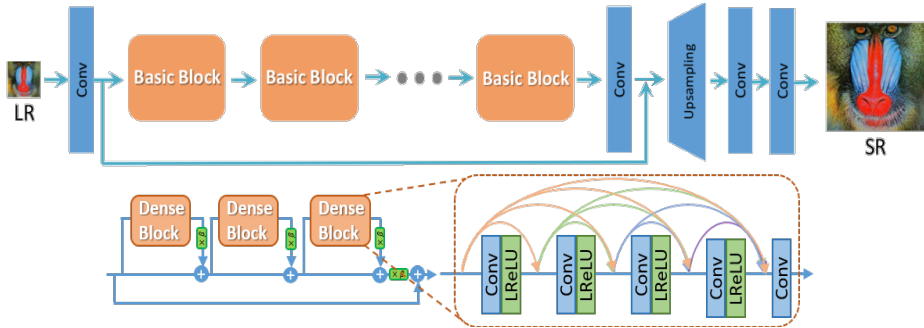 LR
Conv
Basic Block
Basic Block
Basic Block
Conv
Upsampling
Conv
Conv
SR
Dense
Block
× β
Dense
Block
× β
Dense
Block
× β
× β
Conv
LReLU
Conv
LReLU
Conv
LReLU
Conv
LReLU
Conv